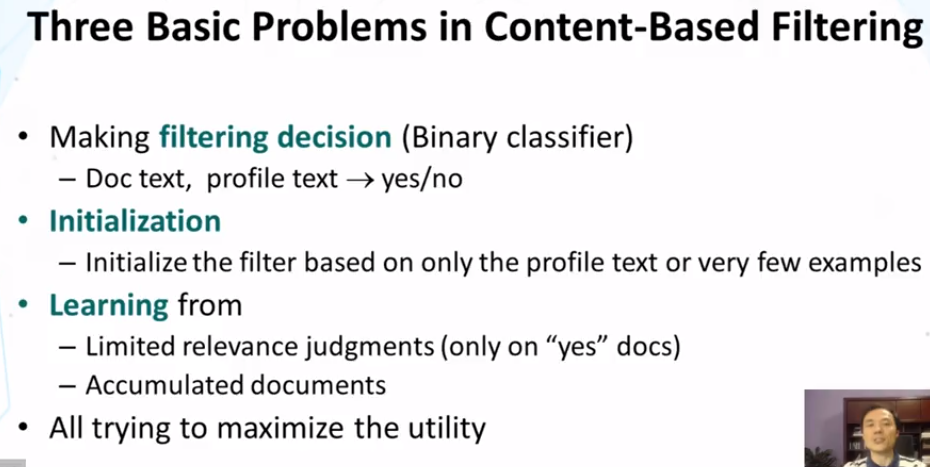 Three Basic Problems in Content-Based Filtering
• Making filtering decision (Binary classifier)
– Doc text, profile text → yes/no
• Initialization
– Initialize the filter based on only the profile text or very few examples
• Learning from
– Limited relevance judgments (only on “yes” docs)
– Accumulated documents
• All trying to maximize the utility